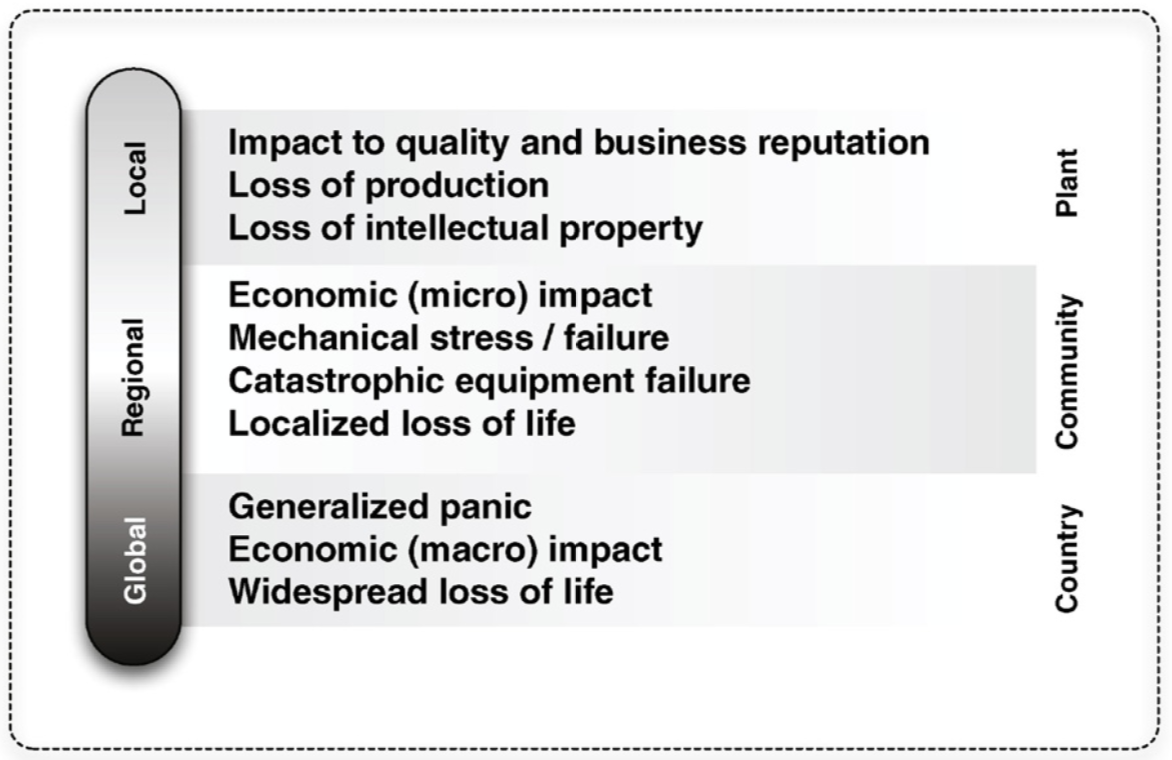 Local
Impact to quality and business reputation
Loss of production
Loss of intellectual property
Plant
Regional
Economic (micro) impact
Mechanical stress / failure
Catastrophic equipment failure
Localized loss of life
Community
Global
Generalized panic
Economic (macro) impact
Widespread loss of life
Country